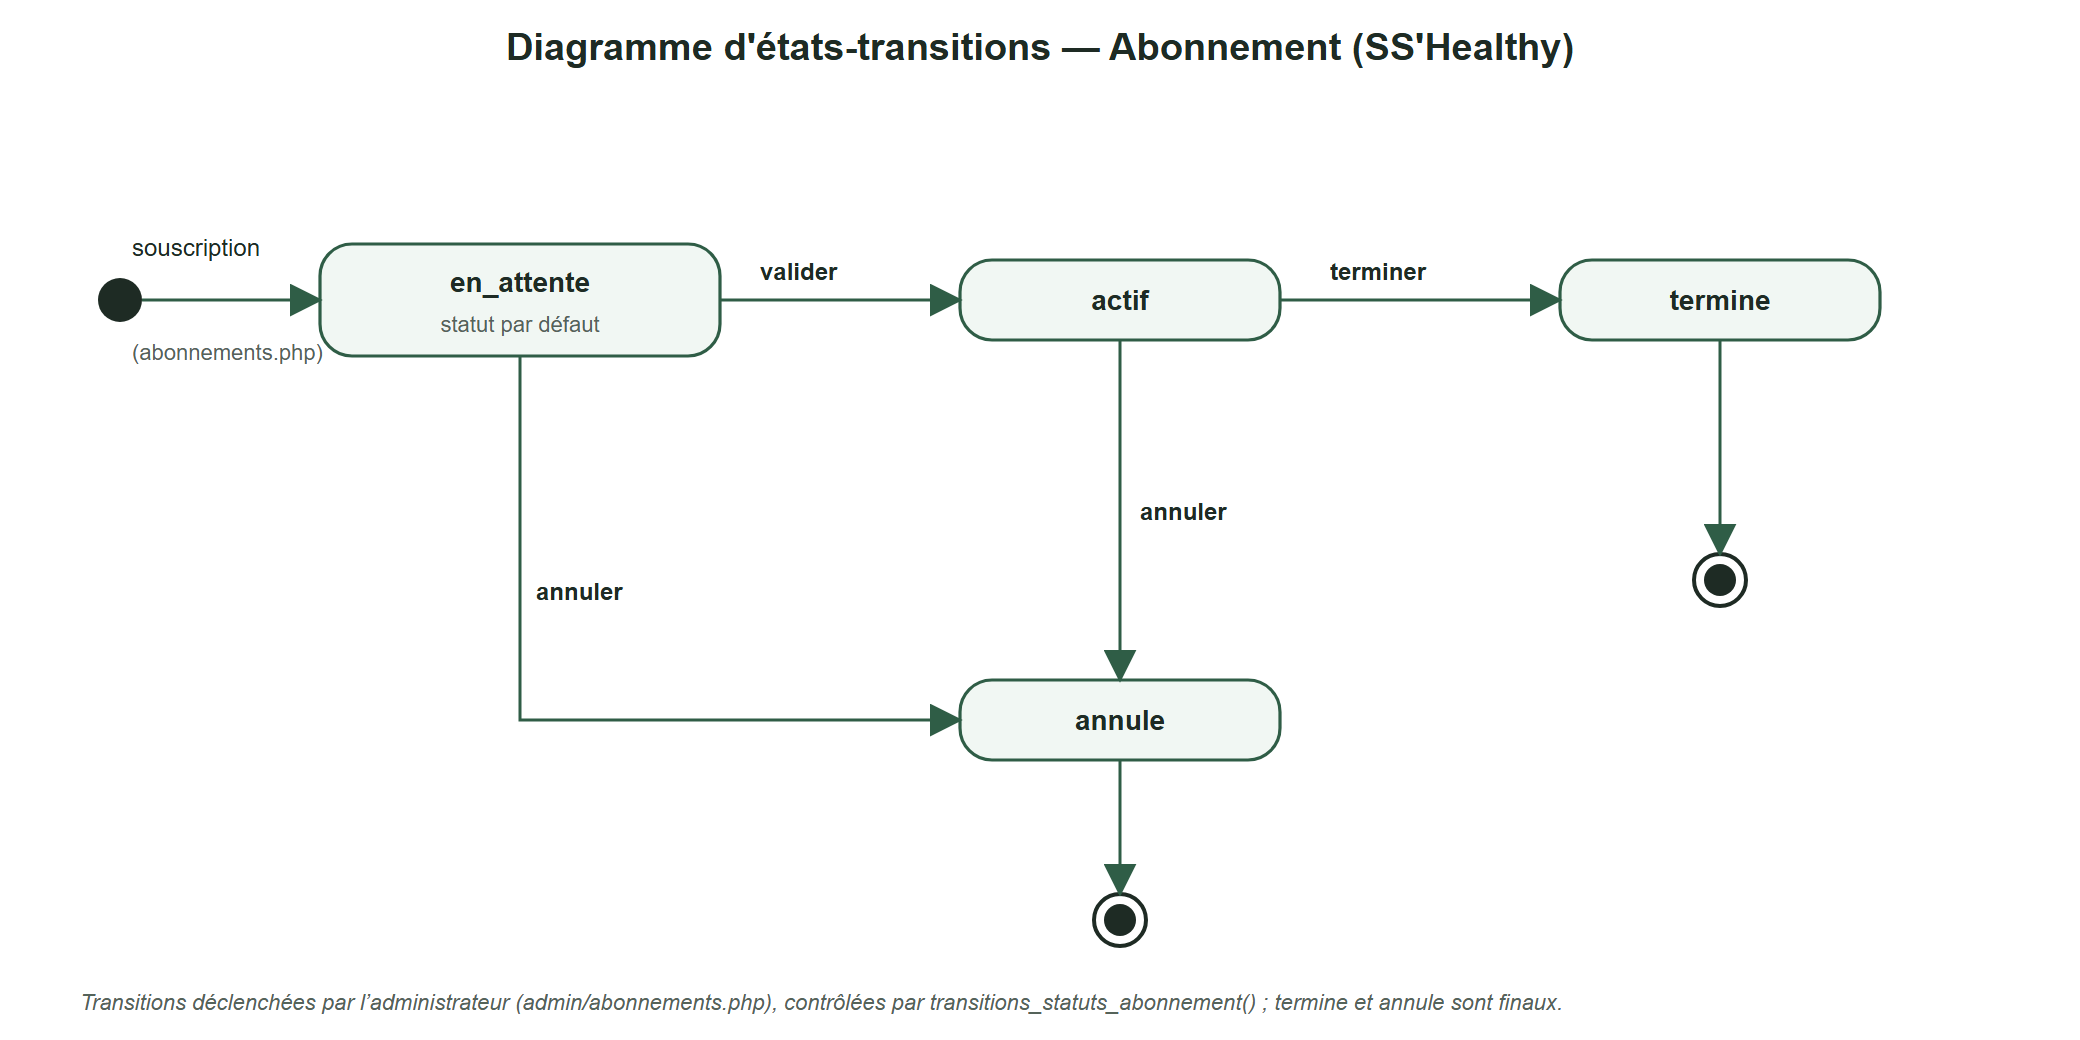 Diagramme d'états-transitions — Abonnement (SS'Healthy)
souscription
(abonnements.php)
en_attente
statut par défaut
valider
actif
terminer
termine
annuler
annuler
annule
Transitions déclenchées par l’administrateur (admin/abonnements.php), contrôlées par transitions_statuts_abonnement() ; termine et annule sont finaux.